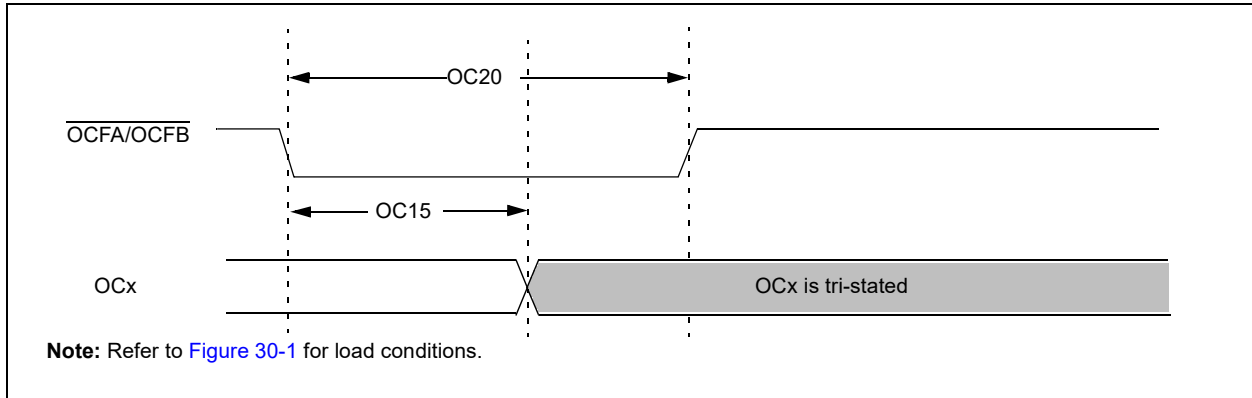 OC20
OCFA/OCFB
OC15
OCx
OCx is tri-stated
Note: Refer to Figure 30-1 for load conditions.